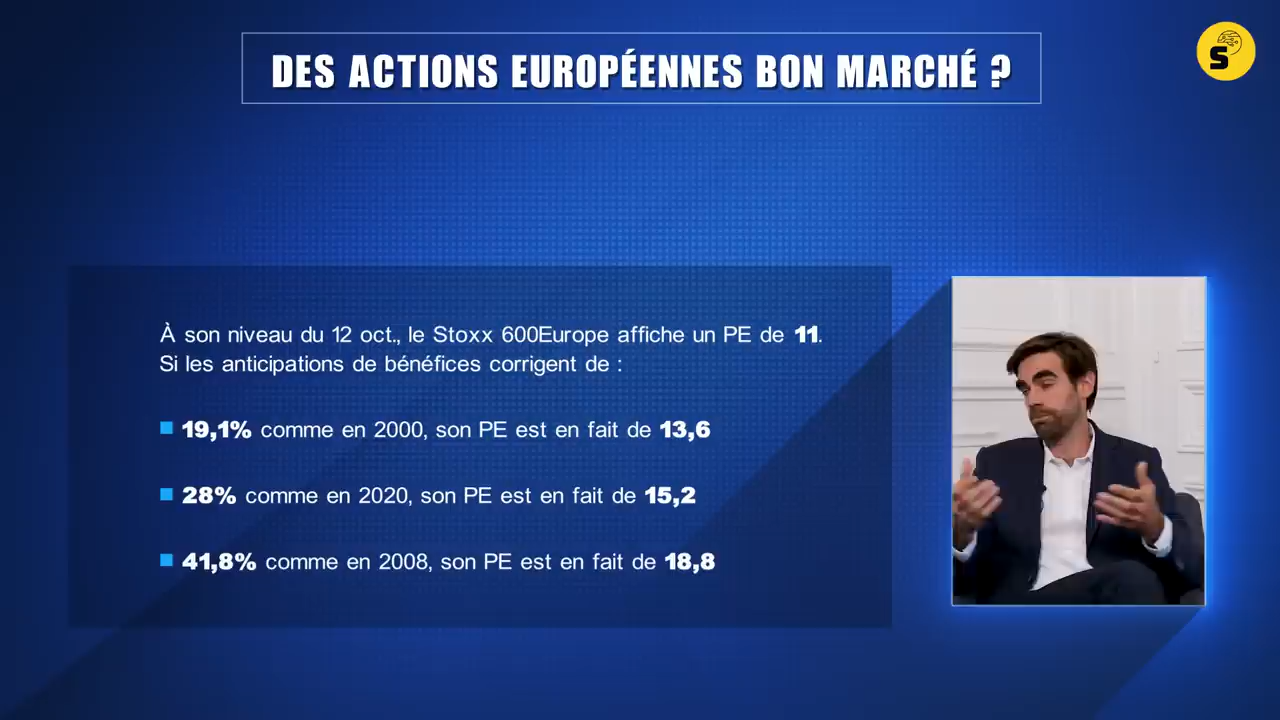 DES ACTIONS EUROPÉENNES BON MARCHÉ ?
S
À son niveau du 12 oct., le Stoxx 600Europe affiche un PE de 11.
Si les anticipations de bénéfices corrigent de :
19,1% comme en 2000, son PE est en fait de 13,6
28% comme en 2020, son PE est en fait de 15,2
41,8% comme en 2008, son PE est en fait de 18,8